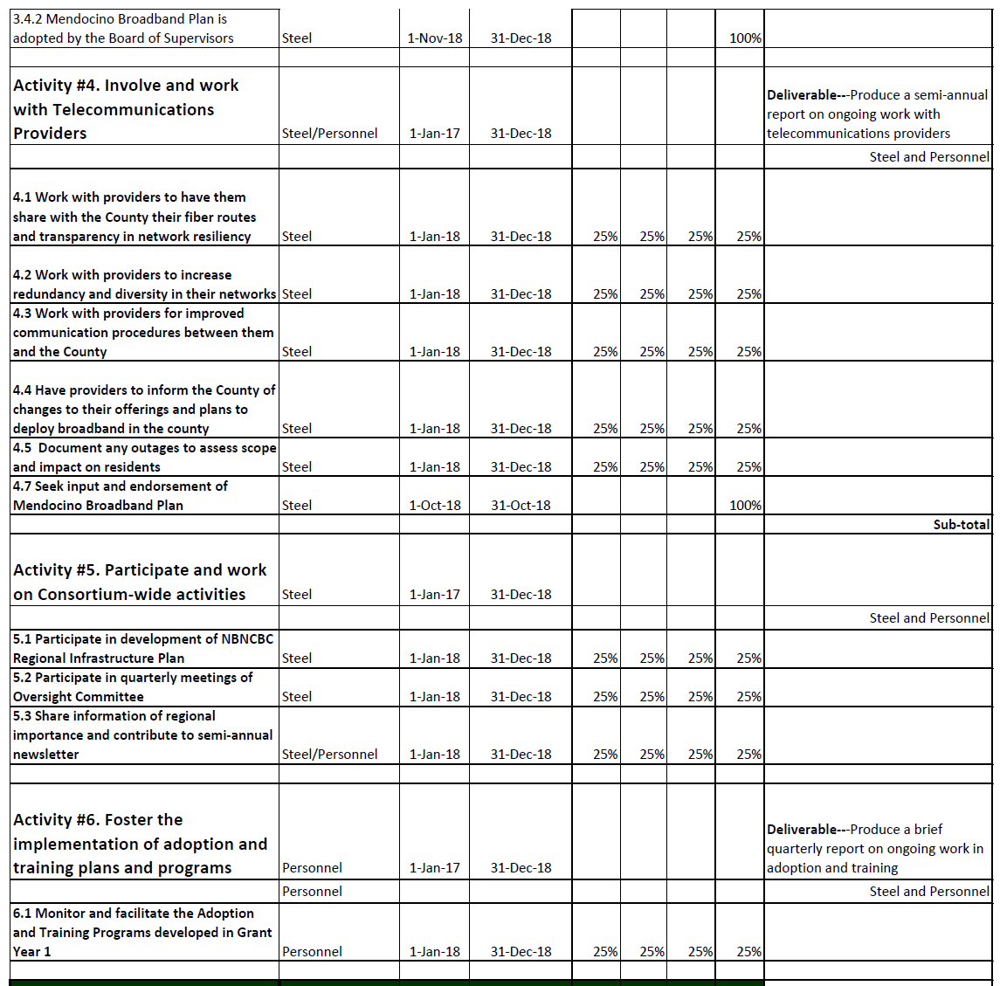 3.4.2 Mendocino Broadband Plan is
adopted by the Board of Supervisors Steel 1-Nov-18 31-Dec-18 100%
Activity #4. Involve and work
with Telecommunications
Providers Steel/Personnel 1-Jan-17 31-Dec-18
Deliverable---Produce a semi-annual
report on ongoing work with
telecommunications providers
Steel and Personnel
4.1 Work with providers to have them
share with the County their fiber routes
and transparency in network resiliency Steel 1-Jan-18 31-Dec-18 25% 25% 25% 25%
4.2 Work with providers to increase
redundancy and diversity in their networks Steel 1-Jan-18 31-Dec-18 25% 25% 25% 25%
4.3 Work with providers for improved
communication procedures between them
and the County Steel 1-Jan-18 31-Dec-18 25% 25% 25% 25%
4.4 Have providers to inform the County of
changes to their offerings and plans to
deploy broadband in the county Steel 1-Jan-18 31-Dec-18 25% 25% 25% 25%
4.5 Document any outages to assess scope
and impact on residents Steel 1-Jan-18 31-Dec-18 25% 25% 25% 25%
4.7 Seek input and endorsement of
Mendocino Broadband Plan Steel 1-Oct-18 31-Oct-18 100%
Sub-total
Activity #5. Participate and work
on Consortium-wide activities Steel 1-Jan-17 31-Dec-18
Steel and Personnel
5.1 Participate in development of NBNCBC
Regional Infrastructure Plan Steel 1-Jan-18 31-Dec-18 25% 25% 25% 25%
5.2 Participate in quarterly meetings of
Oversight Committee Steel 1-Jan-18 31-Dec-18 25% 25% 25% 25%
5.3 Share information of regional
importance and contribute to semi-annual
newsletter Steel/Personnel 1-Jan-18 31-Dec-18 25% 25% 25% 25%
Activity #6. Foster the
implementation of adoption and
training plans and programs Personnel 1-Jan-17 31-Dec-18
Deliverable---Produce a brief
quarterly report on ongoing work in
adoption and training
Personnel Steel and Personnel
6.1 Monitor and facilitate the Adoption
and Training Programs developed in Grant
Year 1 Personnel 1-Jan-18 31-Dec-18 25% 25% 25% 25%